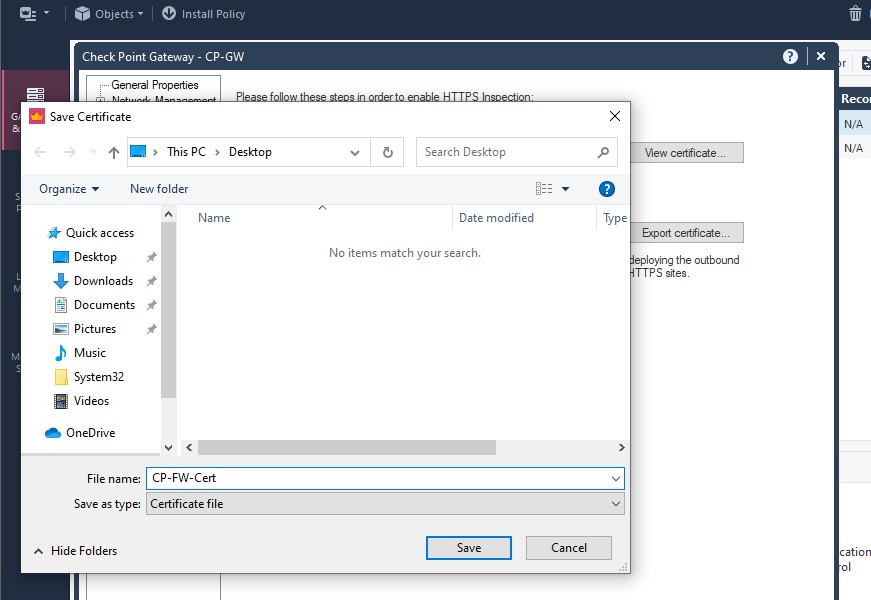 Objects
Install Policy
Check Point Gateway - CP-GW
General Properties
Network Management
Please follow these steps in order to enable HTTPS Inspection:
Save Certificate
This PC
Desktop
Search Desktop
View certificate...
Organize
New folder
Name
Date modified
Type
No items match your search.
Export certificate...
deploying the outbound
HTTPS sites.
Quick access
Desktop
Downloads
Documents
Pictures
Music
System32
Videos
OneDrive
File name:
CP-FW-Cert
Save as type:
Certificate file
Hide Folders
Save
Cancel
Reco
N/A
N/A
cation
rol